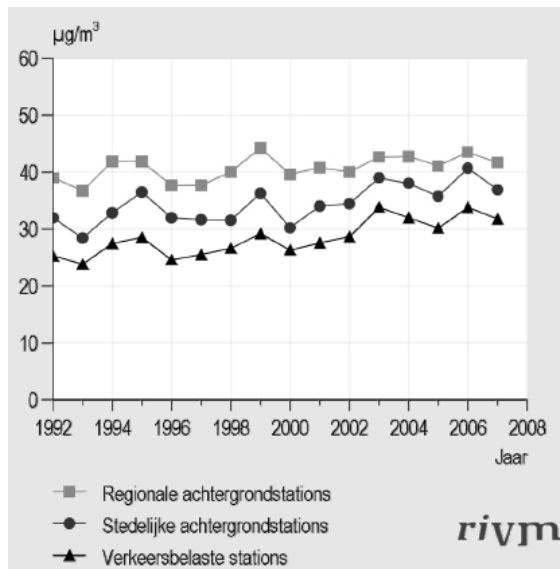 µg/m³
60
50
40
30
20
10
0
1992 1994 1996 1998 2000 2002 2004 2006 2008
Jaar
Regionale achtergrondstations
Stedelijke achtergrondstations
Verkeersbelaste stations
rivm